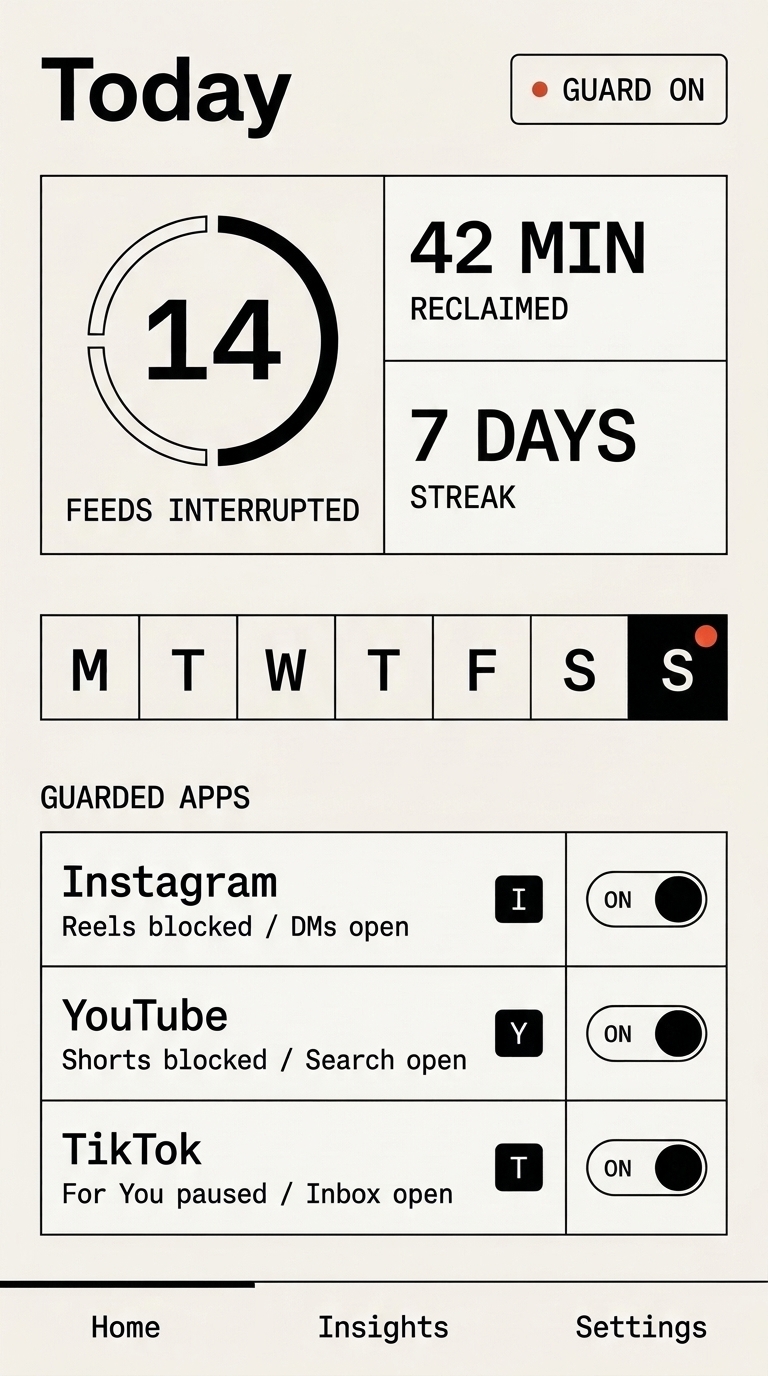 Today
GUARD ON
14
FEEDS INTERRUPTED
42 MIN
RECLAIMED
7 DAYS
STREAK
M T W T F S S
GUARDED APPS
Instagram
Reels blocked / DMs open
I
ON
YouTube
Shorts blocked / Search open
Y
ON
TikTok
For You paused / Inbox open
T
ON
Home Insights Settings